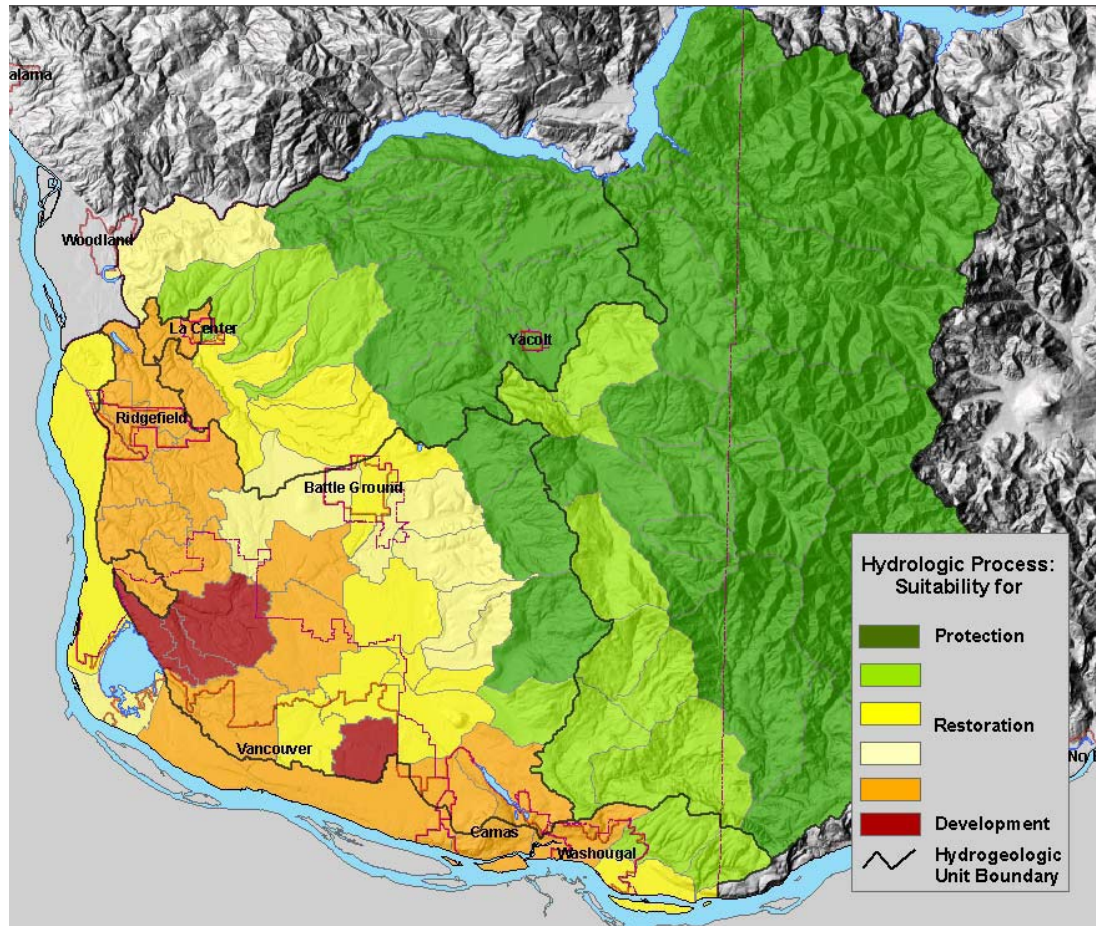 alama
Woodland
La Center
Yacolt
Ridgefield
Battle Ground
Vancouver
Camas
Washougal
Hydrologic Process:
Suitability for
Protection
Restoration
Development
Hydrogeologic
Unit Boundary